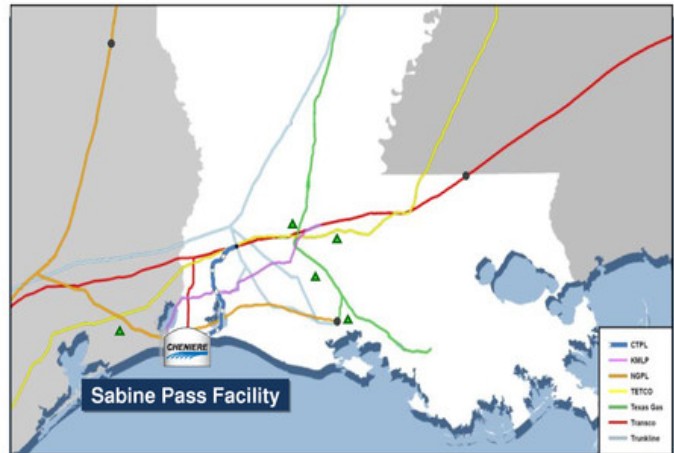 CHENIERE
Sabine Pass Facility
CTPL
KMLP
NGPL
TETCO
Texas Gas
Transco
Trunkline